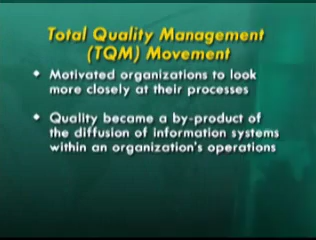 Total Quality Management
(TQM) Movement
• Motivated organizations to look
more closely at their processes
• Quality became a by-product of
the diffusion of information systems
within an organization's operations